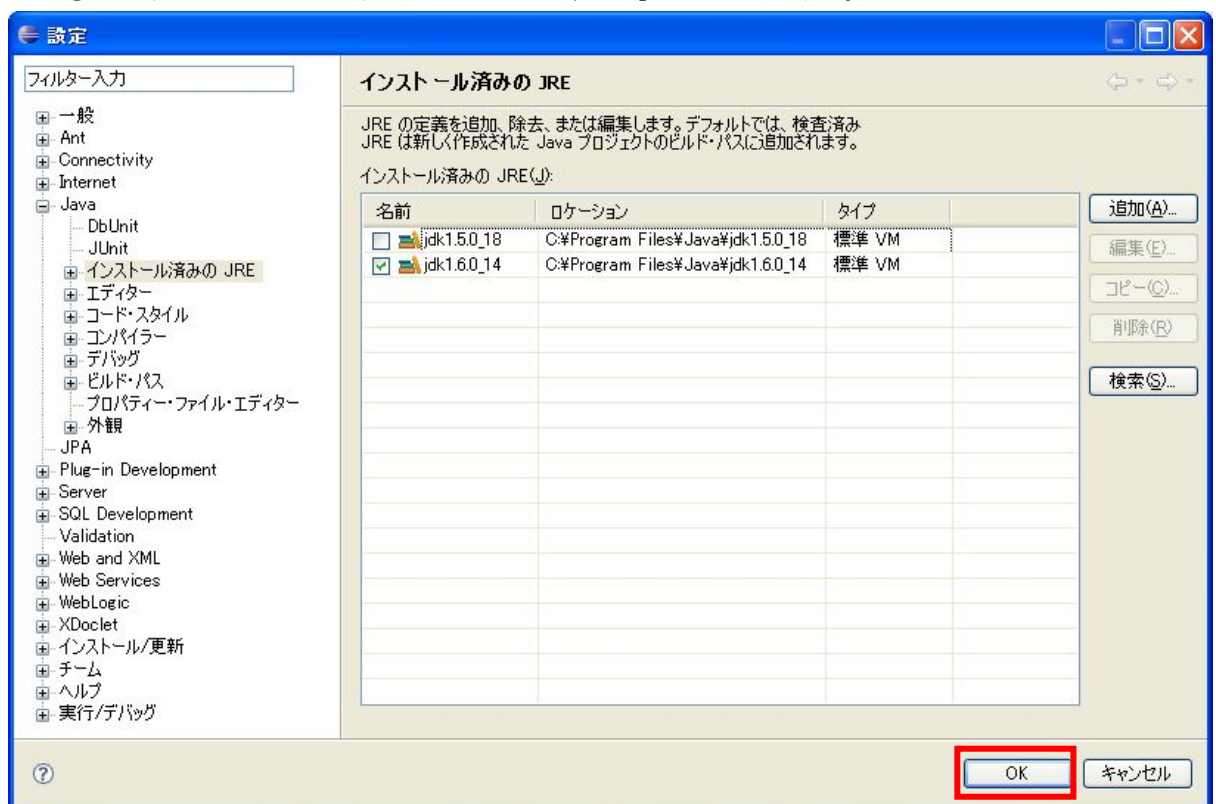 設定
フィルター入力
一般
Ant
Connectivity
Internet
Java
DbUnit
JUnit
インストール済みの JRE
エディター
コード・スタイル
コンパイラー
デバッグ
ビルド・パス
プロパティー・ファイル・エディター
外観
JPA
Plug-in Development
Server
SQL Development
Validation
Web and XML
Web Services
WebLogic
XDoclet
インストール/更新
チーム
ヘルプ
実行/デバッグ
インストール済みの JRE
JRE の定義を追加、除去、または編集します。デフォルトでは、検査済み
JRE は新しく作成された Java プロジェクトのビルド・パスに追加されます。
インストール済みの JRE(J):
名前 ロケーション タイプ
jdk1.5.0_18 C:¥Program Files¥Java¥jdk1.5.0_18 標準 VM
jdk1.6.0_14 C:¥Program Files¥Java¥jdk1.6.0_14 標準 VM
追加(A)...
編集(E)...
コピー(C)...
削除(R)
検索(S)...
OK キャンセル